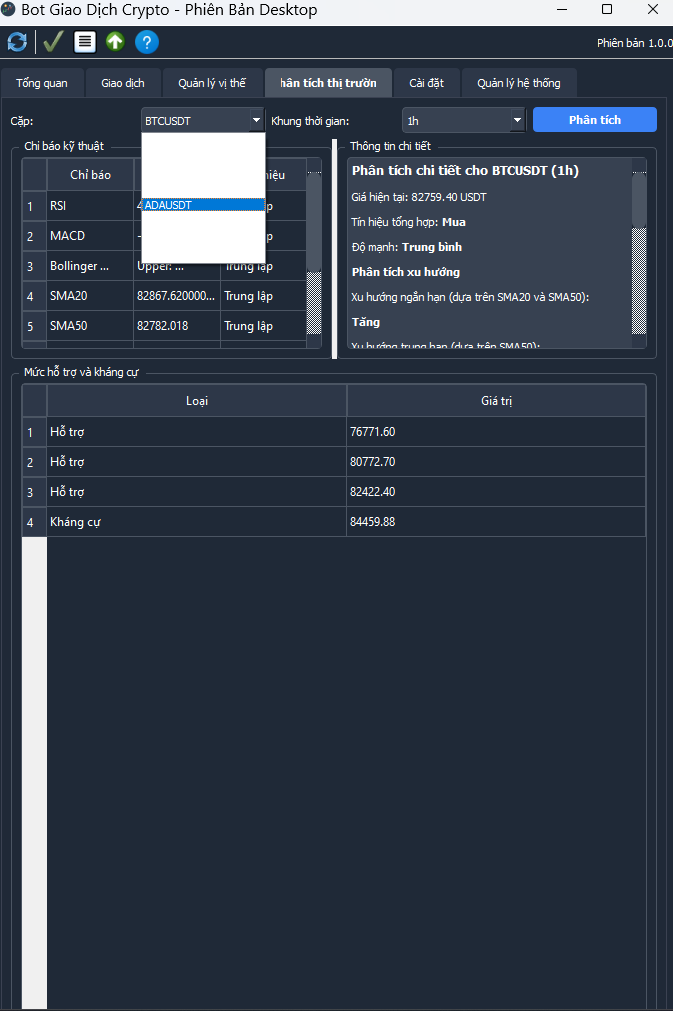 Bot Giao Dịch Crypto - Phiên Bản Desktop
Phiên bản 1.0.0
Tổng quan
Giao dịch
Quản lý vị thế
hân tích thị trườn
Cài đặt
Quản lý hệ thống
Cặp:
BTCUSDT
Khung thời gian:
1h
Phân tích
ADAUSDT
Chỉ báo kỹ thuật
Chỉ báo
hiệu
1 RSI 4 p
2 MACD - p
3 Bollinger ... Upper: ... Trung lập
4 SMA20 82867.620000... Trung lập
5 SMA50 82782.018 Trung lập
Thông tin chi tiết
Phân tích chi tiết cho BTCUSDT (1h)
Giá hiện tại: 82759.40 USDT
Tín hiệu tổng hợp: Mua
Độ mạnh: Trung bình
Phân tích xu hướng
Xu hướng ngắn hạn (dựa trên SMA20 và SMA50):
Tăng
Xu hướng trung hạn (dựa trên SMA50):
Mức hỗ trợ và kháng cự
Loại Giá trị
1 Hỗ trợ 76771.60
2 Hỗ trợ 80772.70
3 Hỗ trợ 82422.40
4 Kháng cự 84459.88